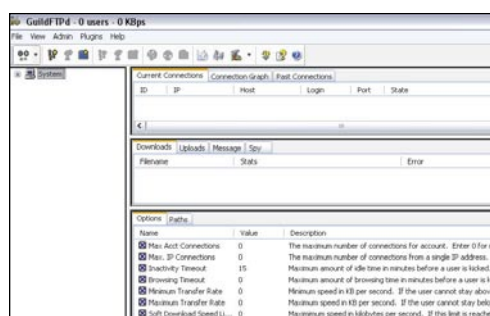 GuildFTPd - 0 users - 0 KBps
File View Admin Plugins Help
System
Current Connections Connection Graph Past Connections
ID IP Host Login Port State
Downloads Uploads Message Spy
Filename Stats Error
Options Paths
Name Value Description
Max Acct Connections 0 The maximum number of connections for account. Enter 0 for
Max. IP Connections 0 The maximum number of connections from a single IP address.
Inactivity Timeout 15 Maximum amount of idle time in minutes before a user is kicked.
Browsing Timeout 0 Maximum amount of browsing time in minutes before a user is
Minimum Transfer Rate 0 Minimum speed in KB per second. If the user cannot stay
Maximum Transfer Rate 0 Maximum speed in KB per second. If the user cannot stay
Soft Download Speed Li... 0 Maximum speed in kilobytes per second. If this limit is